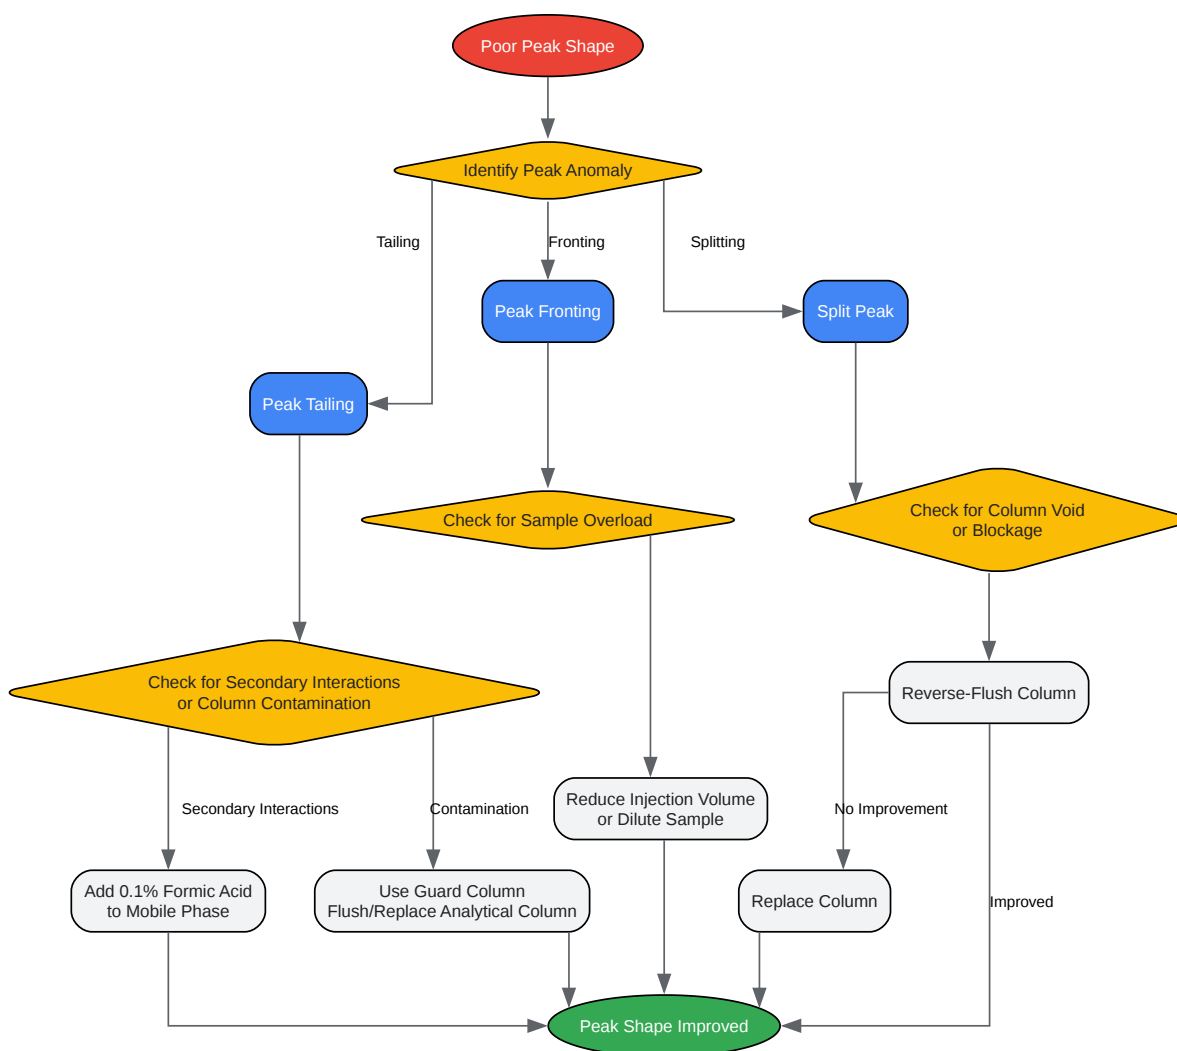 Poor Peak Shape
Identify Peak Anomaly
Tailing
Fronting
Splitting
Peak Fronting
Split Peak
Peak Tailing
Check for Sample Overload
Check for Column Void
or Blockage
Check for Secondary Interactions
or Column Contamination
Reverse-Flush Column
Secondary Interactions
Contamination
Reduce Injection Volume
or Dilute Sample
No Improvement
Add 0.1% Formic Acid
to Mobile Phase
Use Guard Column
Flush/Replace Analytical Column
Replace Column
Improved
Peak Shape Improved